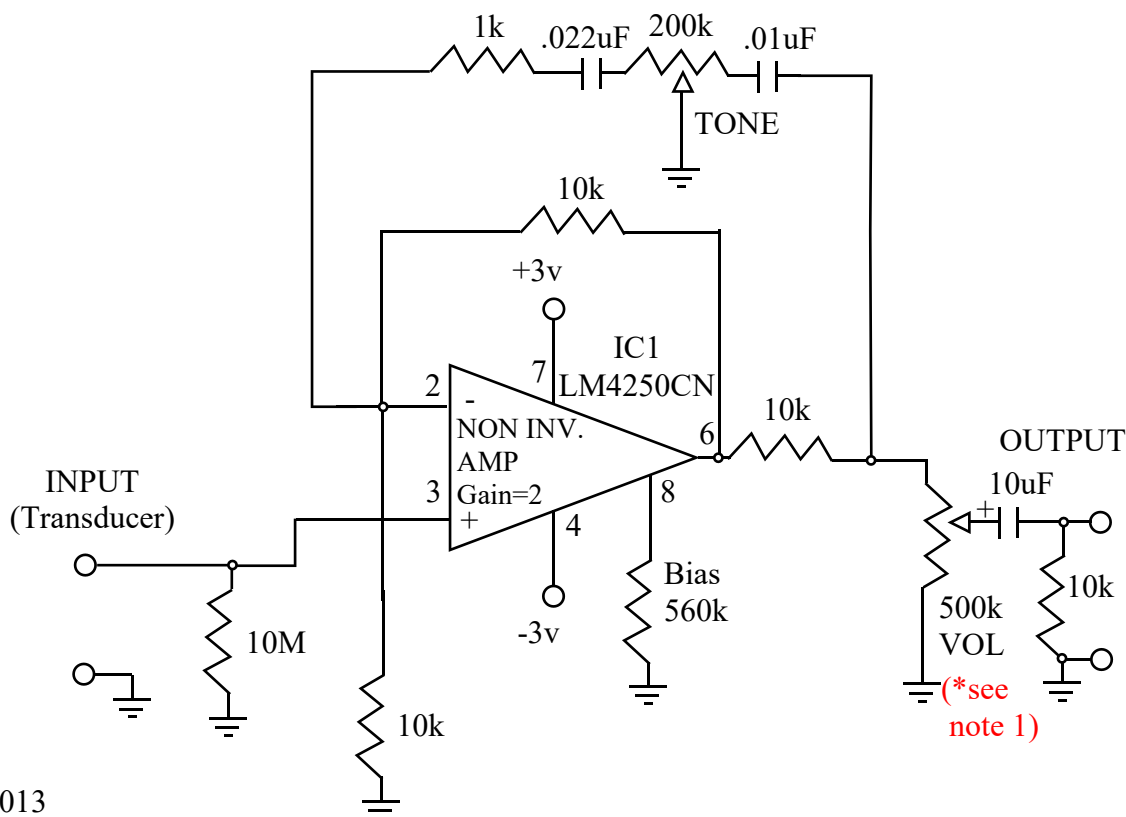 1k
.022uF
200k
.01uF
TONE
10k
+3v
IC1
LM4250CN
7
2
-
NON INV.
AMP
Gain=2
6
10k
OUTPUT
10uF
+
INPUT
(Transducer)
3
+
4
8
Bias
560k
-3v
10M
500k
VOL
10k
(*see
note 1)
10k
013